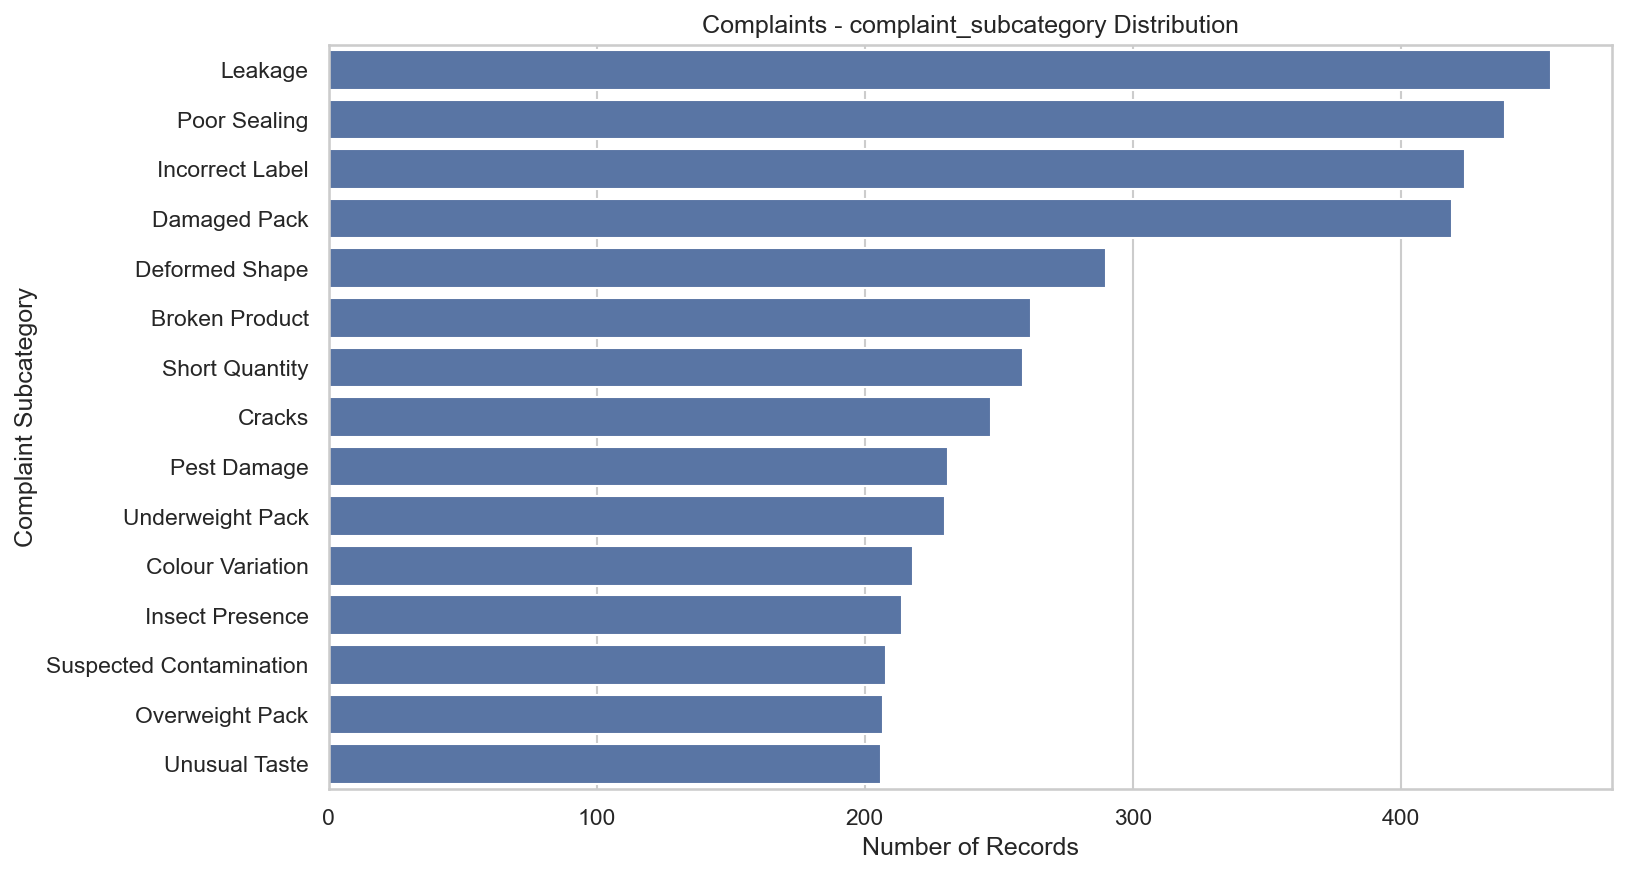 Complaints - complaint_subcategory Distribution
Complaint Subcategory
Leakage
Poor Sealing
Incorrect Label
Damaged Pack
Deformed Shape
Broken Product
Short Quantity
Cracks
Pest Damage
Underweight Pack
Colour Variation
Insect Presence
Suspected Contamination
Overweight Pack
Unusual Taste
0 100 200 300 400
Number of Records